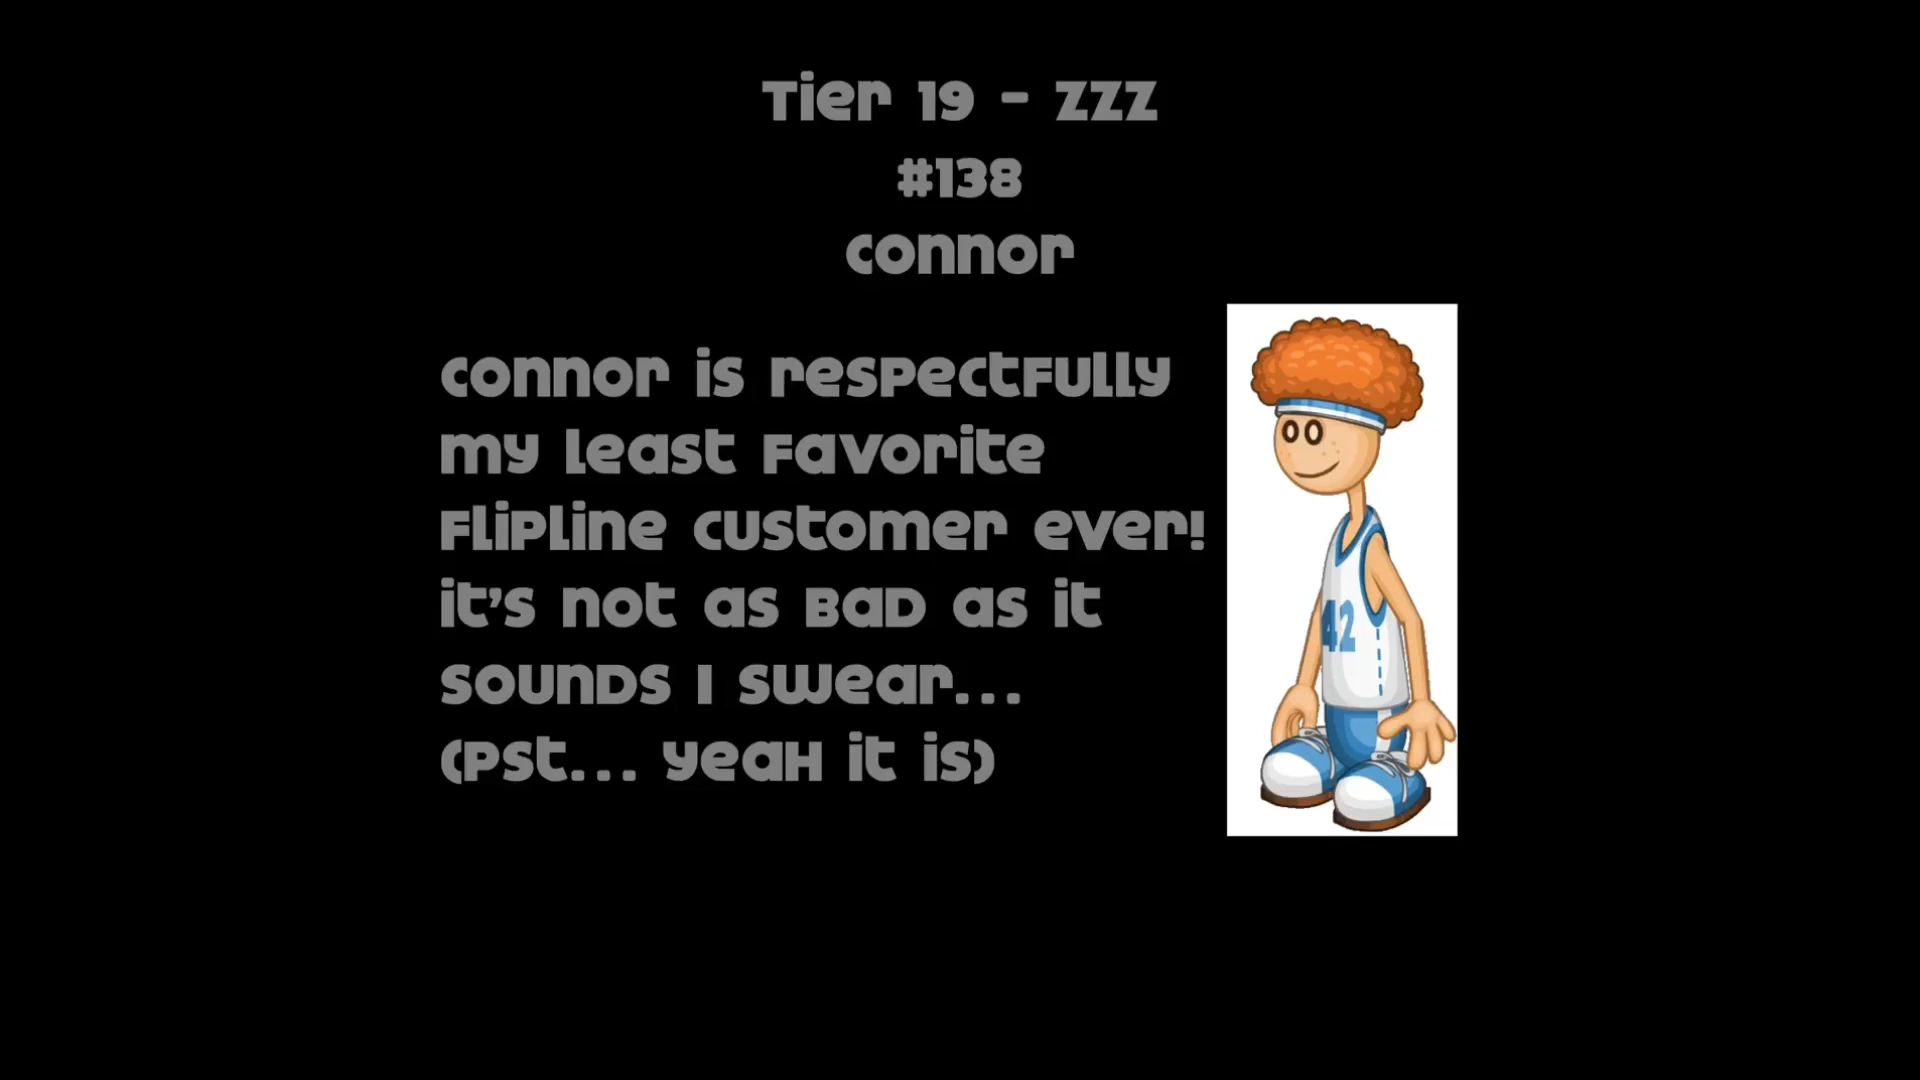 Tier 19 - ZZZ
#138
Connor
Connor is respectfully
my least favorite
Flipline customer ever!
it's not as bad as it
sounds I swear...
(pst... yeah it is)
42